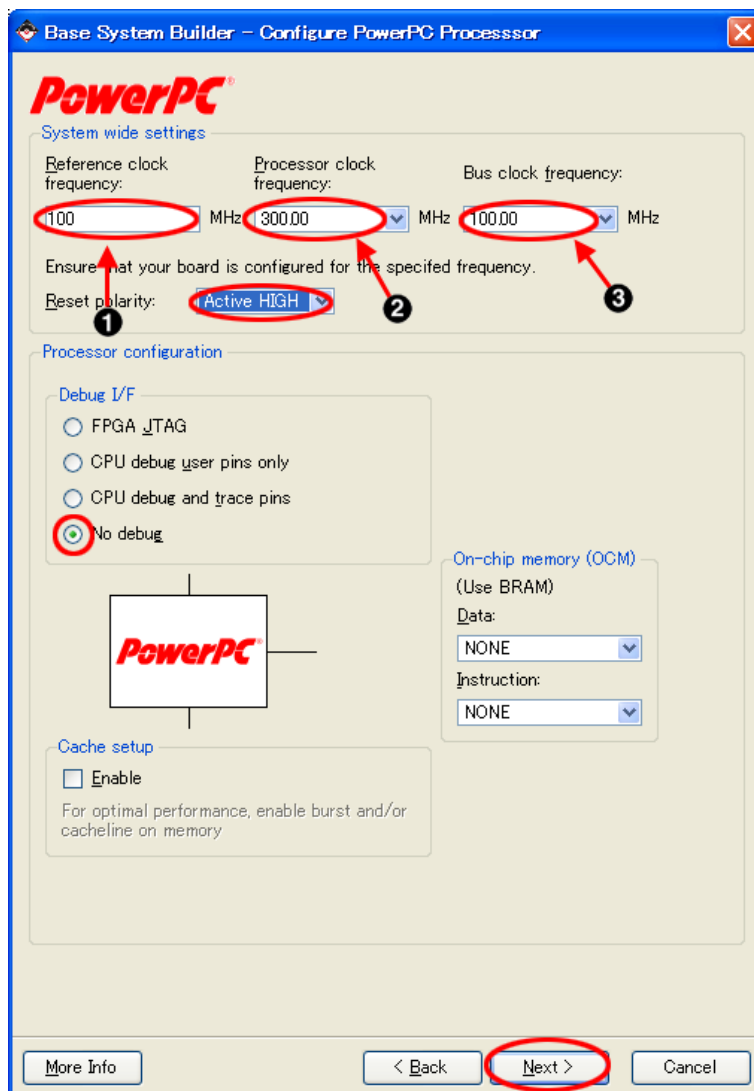 Base System Builder - Configure PowerPC Processsor
PowerPC®
System wide settings
Reference clock frequency:
Processor clock frequency:
Bus clock frequency:
100 MHz 300.00 MHz 100.00 MHz
Ensure that your board is configured for the specifed frequency.
Reset polarity: Active HIGH
1 2 3
Processor configuration
Debug I/F
FPGA JTAG
CPU debug user pins only
CPU debug and trace pins
No debug
PowerPC®
On-chip memory (OCM)
(Use BRAM)
Data:
NONE
Instruction:
NONE
Cache setup
Enable
For optimal performance, enable burst and/or
cacheline on memory
More Info < Back Next > Cancel